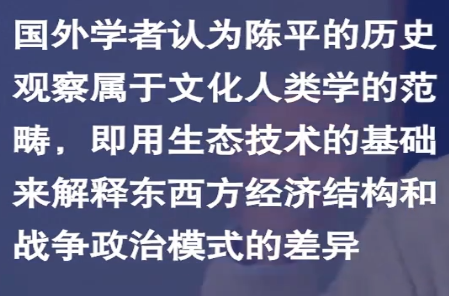 国外学者认为陈平的历史
观察属于文化人类学的范
畴，即用生态技术的基础
来解释东西方经济结构和
战争政治模式的差异